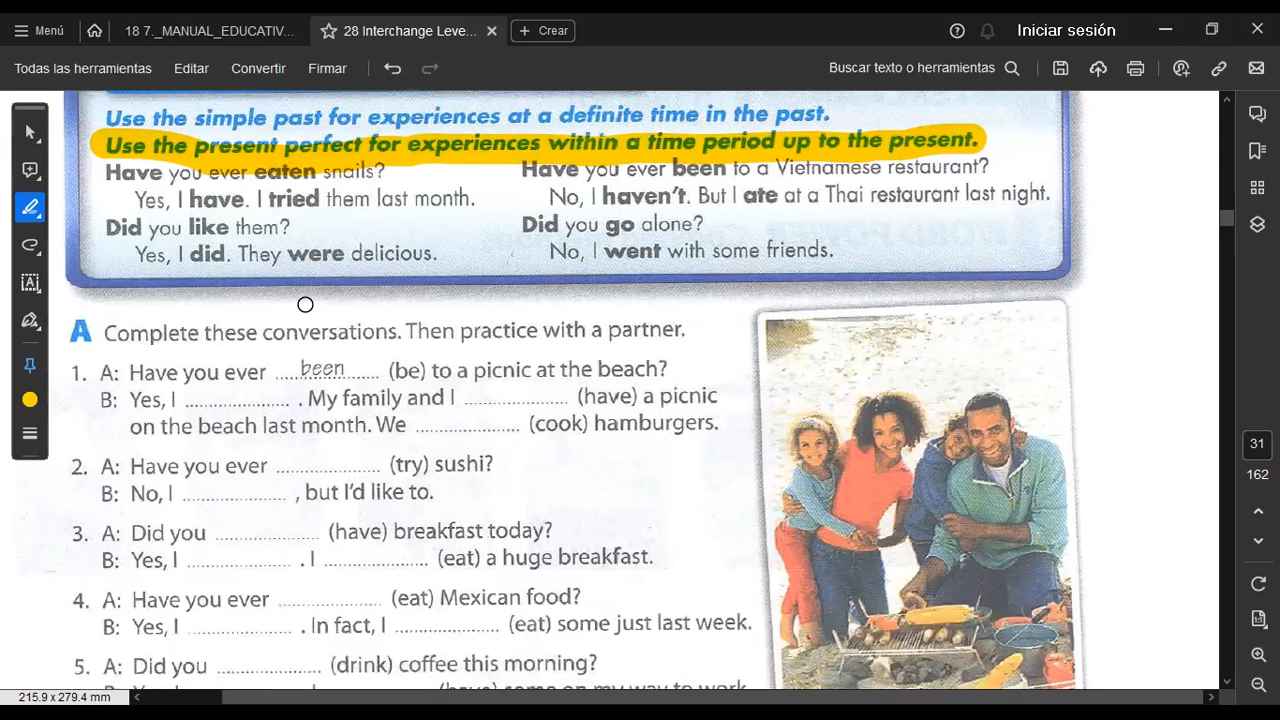 Menú
18 7._MANUAL_EDUCATIV...
28 Interchange Leve...
Crear
Iniciar sesión
Todas las herramientas
Editar
Convertir
Firmar
Buscar texto o herramientas
Use the simple past for experiences at a definite time in the past.
Use the present perfect for experiences within a time period up to the present.
Have you ever eaten snails?
Yes, I have. I tried them last month.
Did you like them?
Yes, I did. They were delicious.
Have you ever been to a Vietnamese restaurant?
No, I haven't. But I ate at a Thai restaurant last night.
Did you go alone?
No, I went with some friends.
A Complete these conversations. Then practice with a partner.
1. A: Have you ever been (be) to a picnic at the beach?
B: Yes, I .................... . My family and I .................... (have) a picnic
on the beach last month. We .................... (cook) hamburgers.
2. A: Have you ever .................... (try) sushi?
B: No, I .................... , but I'd like to.
3. A: Did you .................... (have) breakfast today?
B: Yes, I .................... . I .................... (eat) a huge breakfast.
4. A: Have you ever .................... (eat) Mexican food?
B: Yes, I .................... . In fact, I .................... (eat) some just last week.
5. A: Did you .................... (drink) coffee this morning?
31
162
215.9 x 279.4 mm